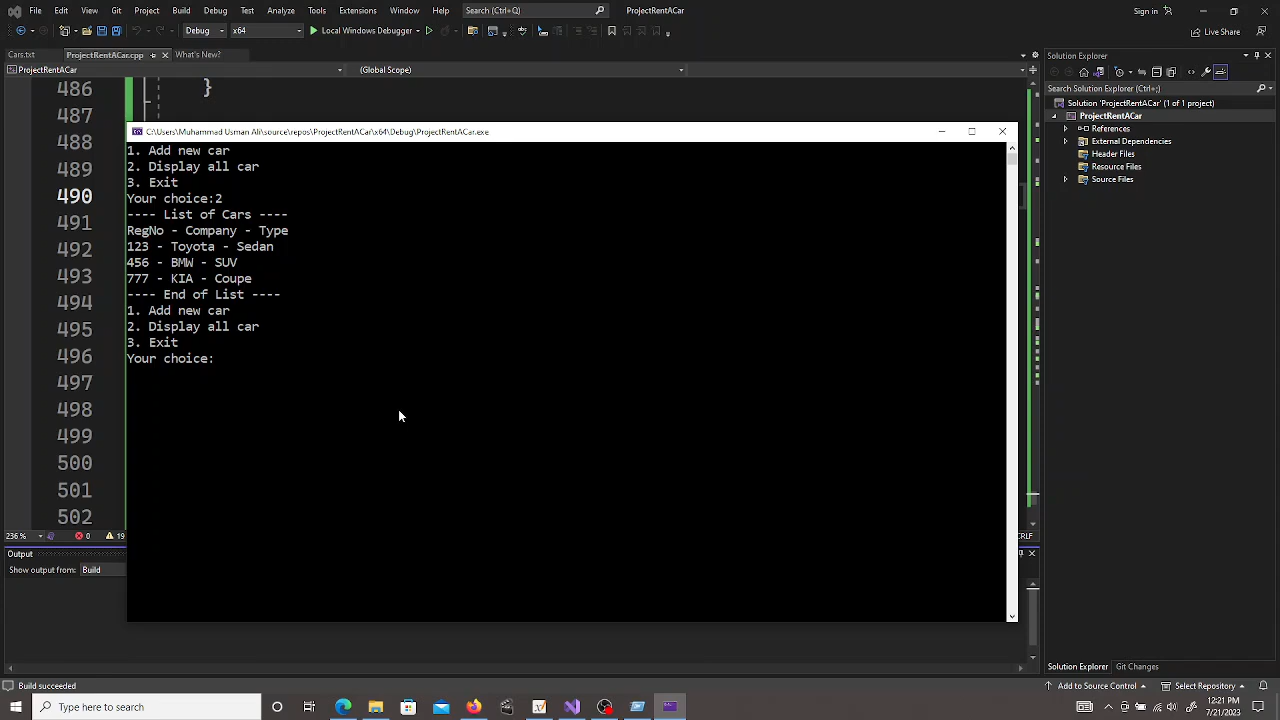 File Edit View Git Project Build Debug Test Analyze Tools Extensions Window Help Search (Ctrl+Q) ProjectRentACar Sign in
Debug x64 Local Windows Debugger Live Share
Cars.txt ProjectRentACar.cpp What's New? Solution Explorer
ProjectRentACar (Global Scope)
Search Solution Explorer (Ctrl+;)
Solution 'ProjectRentACar' (1 of 1 project)
ProjectRentACar
References
External Dependencies
Header Files
Resource Files
Source Files
486 }
487
488
489
490
491
492
493
494
495
496
497
498
499
500
501
502
C:\Users\Muhammad Usman Ali\source\repos\ProjectRentACar\x64\Debug\ProjectRentACar.exe
1. Add new car
2. Display all car
3. Exit
Your choice:2
---- List of Cars ----
RegNo - Company - Type
123 - Toyota - Sedan
456 - BMW - SUV
777 - KIA - Coupe
---- End of List ----
1. Add new car
2. Display all car
3. Exit
Your choice:
236 % 0 19 CRLF
Output
Show output from: Build
Solution Explorer Git Changes
Build succeeded Add to Source Control Select Repository
Type here to search
12:21 PM
7/21/2023